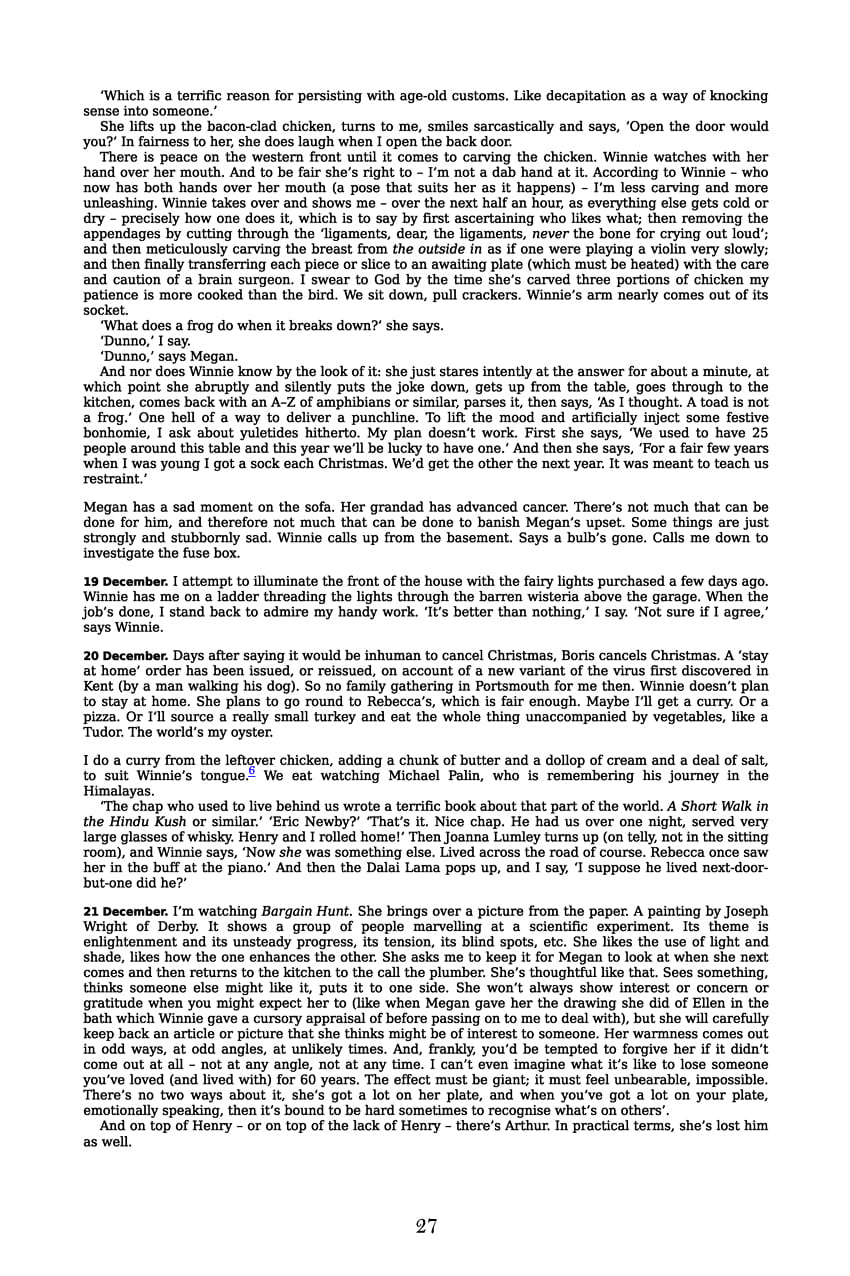 ‘Which is a terrific reason for persisting with age-old customs. Like decapitation as a way of knocking
sense into someone.’
She lifts up the bacon-clad chicken, turns to me, smiles sarcastically and says, ‘Open the door would
you?’ In fairness to her, she does laugh when I open the back door.
There is peace on the western front until it comes to carving the chicken. Winnie watches with her
hand over her mouth. And to be fair she’s right to – I’m not a dab hand at it. According to Winnie – who
now has both hands over her mouth (a pose that suits her as it happens) – I’m less carving and more
unleashing. Winnie takes over and shows me – over the next half an hour, as everything else gets cold or
dry – precisely how one does it, which is to say by first ascertaining who likes what; then removing the
appendages by cutting through the ‘ligaments, dear, the ligaments, never the bone for crying out loud’;
and then meticulously carving the breast from the outside in as if one were playing a violin very slowly;
and then finally transferring each piece or slice to an awaiting plate (which must be heated) with the care
and caution of a brain surgeon. I swear to God by the time she’s carved three portions of chicken my
patience is more cooked than the bird. We sit down, pull crackers. Winnie’s arm nearly comes out of its
socket.
‘What does a frog do when it breaks down?’ she says.
‘Dunno,’ I say.
‘Dunno,’ says Megan.
And nor does Winnie know by the look of it: she just stares intently at the answer for about a minute, at
which point she abruptly and silently puts the joke down, gets up from the table, goes through to the
kitchen, comes back with an A–Z of amphibians or similar, parses it, then says, ‘As I thought. A toad is not
a frog.’ One hell of a way to deliver a punchline. To lift the mood and artificially inject some festive
bonhomie, I ask about yuletides hitherto. My plan doesn’t work. First she says, ‘We used to have 25
people around this table and this year we’ll be lucky to have one.’ And then she says, ‘For a fair few years
when I was young I got a sock each Christmas. We’d get the other the next year. It was meant to teach us
restraint.’
Megan has a sad moment on the sofa. Her grandad has advanced cancer. There’s not much that can be
done for him, and therefore not much that can be done to banish Megan’s upset. Some things are just
strongly and stubbornly sad. Winnie calls up from the basement. Says a bulb’s gone. Calls me down to
investigate the fuse box.
19 December. I attempt to illuminate the front of the house with the fairy lights purchased a few days ago.
Winnie has me on a ladder threading the lights through the barren wisteria above the garage. When the
job’s done, I stand back to admire my handy work. ‘It’s better than nothing,’ I say. ‘Not sure if I agree,’
says Winnie.
20 December. Days after saying it would be inhuman to cancel Christmas, Boris cancels Christmas. A ‘stay
at home’ order has been issued, or reissued, on account of a new variant of the virus first discovered in
Kent (by a man walking his dog). So no family gathering in Portsmouth for me then. Winnie doesn’t plan
to stay at home. She plans to go round to Rebecca’s, which is fair enough. Maybe I’ll get a curry. Or a
pizza. Or I’ll source a really small turkey and eat the whole thing unaccompanied by vegetables, like a
Tudor. The world’s my oyster.
I do a curry from the leftover chicken, adding a chunk of butter and a dollop of cream and a deal of salt,
to suit Winnie’s tongue.6 We eat watching Michael Palin, who is remembering his journey in the
Himalayas.
‘The chap who used to live behind us wrote a terrific book about that part of the world. A Short Walk in
the Hindu Kush or similar.’ ‘Eric Newby?’ ‘That’s it. Nice chap. He had us over one night, served very
large glasses of whisky. Henry and I rolled home!’ Then Joanna Lumley turns up (on telly, not in the sitting
room), and Winnie says, ‘Now she was something else. Lived across the road of course. Rebecca once saw
her in the buff at the piano.’ And then the Dalai Lama pops up, and I say, ‘I suppose he lived next-door-
but-one did he?’
21 December. I’m watching Bargain Hunt. She brings over a picture from the paper. A painting by Joseph
Wright of Derby. It shows a group of people marvelling at a scientific experiment. Its theme is
enlightenment and its unsteady progress, its tension, its blind spots, etc. She likes the use of light and
shade, likes how the one enhances the other. She asks me to keep it for Megan to look at when she next
comes and then returns to the kitchen to the call the plumber. She’s thoughtful like that. Sees something,
thinks someone else might like it, puts it to one side. She won’t always show interest or concern or
gratitude when you might expect her to (like when Megan gave her the drawing she did of Ellen in the
bath which Winnie gave a cursory appraisal of before passing on to me to deal with), but she will carefully
keep back an article or picture that she thinks might be of interest to someone. Her warmness comes out
in odd ways, at odd angles, at unlikely times. And, frankly, you’d be tempted to forgive her if it didn’t
come out at all – not at any angle, not at any time. I can’t even imagine what it’s like to lose someone
you’ve loved (and lived with) for 60 years. The effect must be giant; it must feel unbearable, impossible.
There’s no two ways about it, she’s got a lot on her plate, and when you’ve got a lot on your plate,
emotionally speaking, then it’s bound to be hard sometimes to recognise what’s on others’.
And on top of Henry – or on top of the lack of Henry – there’s Arthur. In practical terms, she’s lost him
as well.
27